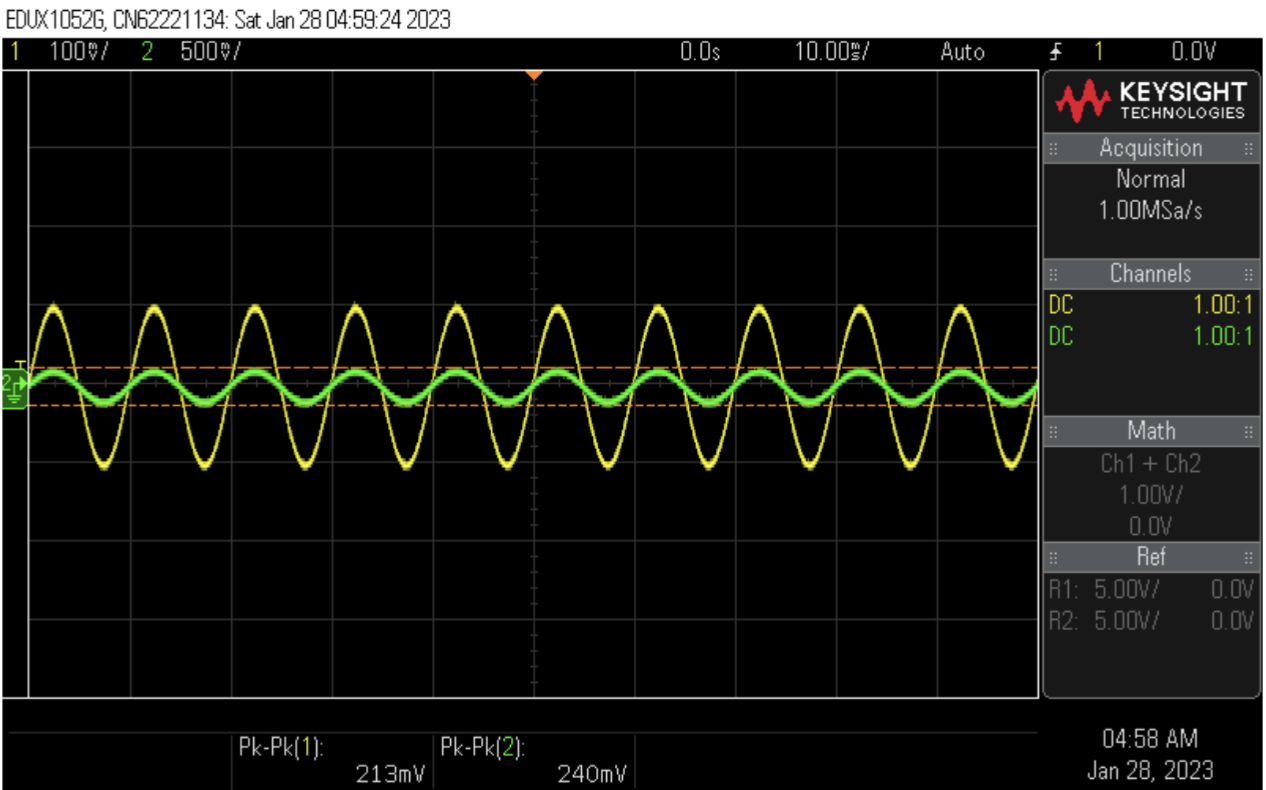 EDUX1052G, CN62221134: Sat Jan 28 04:59:24 2023
1 100mV/ 2 500mV/ 0.0s 10.00ms/ Auto 1 0.0V
KEYSIGHT
TECHNOLOGIES
Acquisition
Normal
1.00MSa/s
Channels
DC 1.00:1
DC 1.00:1
Math
Ch1 + Ch2
1.00V/
0.0V
Ref
R1: 5.00V/ 0.0V
R2: 5.00V/ 0.0V
T
2
Pk-Pk(1): Pk-Pk(2):
213mV 240mV
04:58 AM
Jan 28, 2023